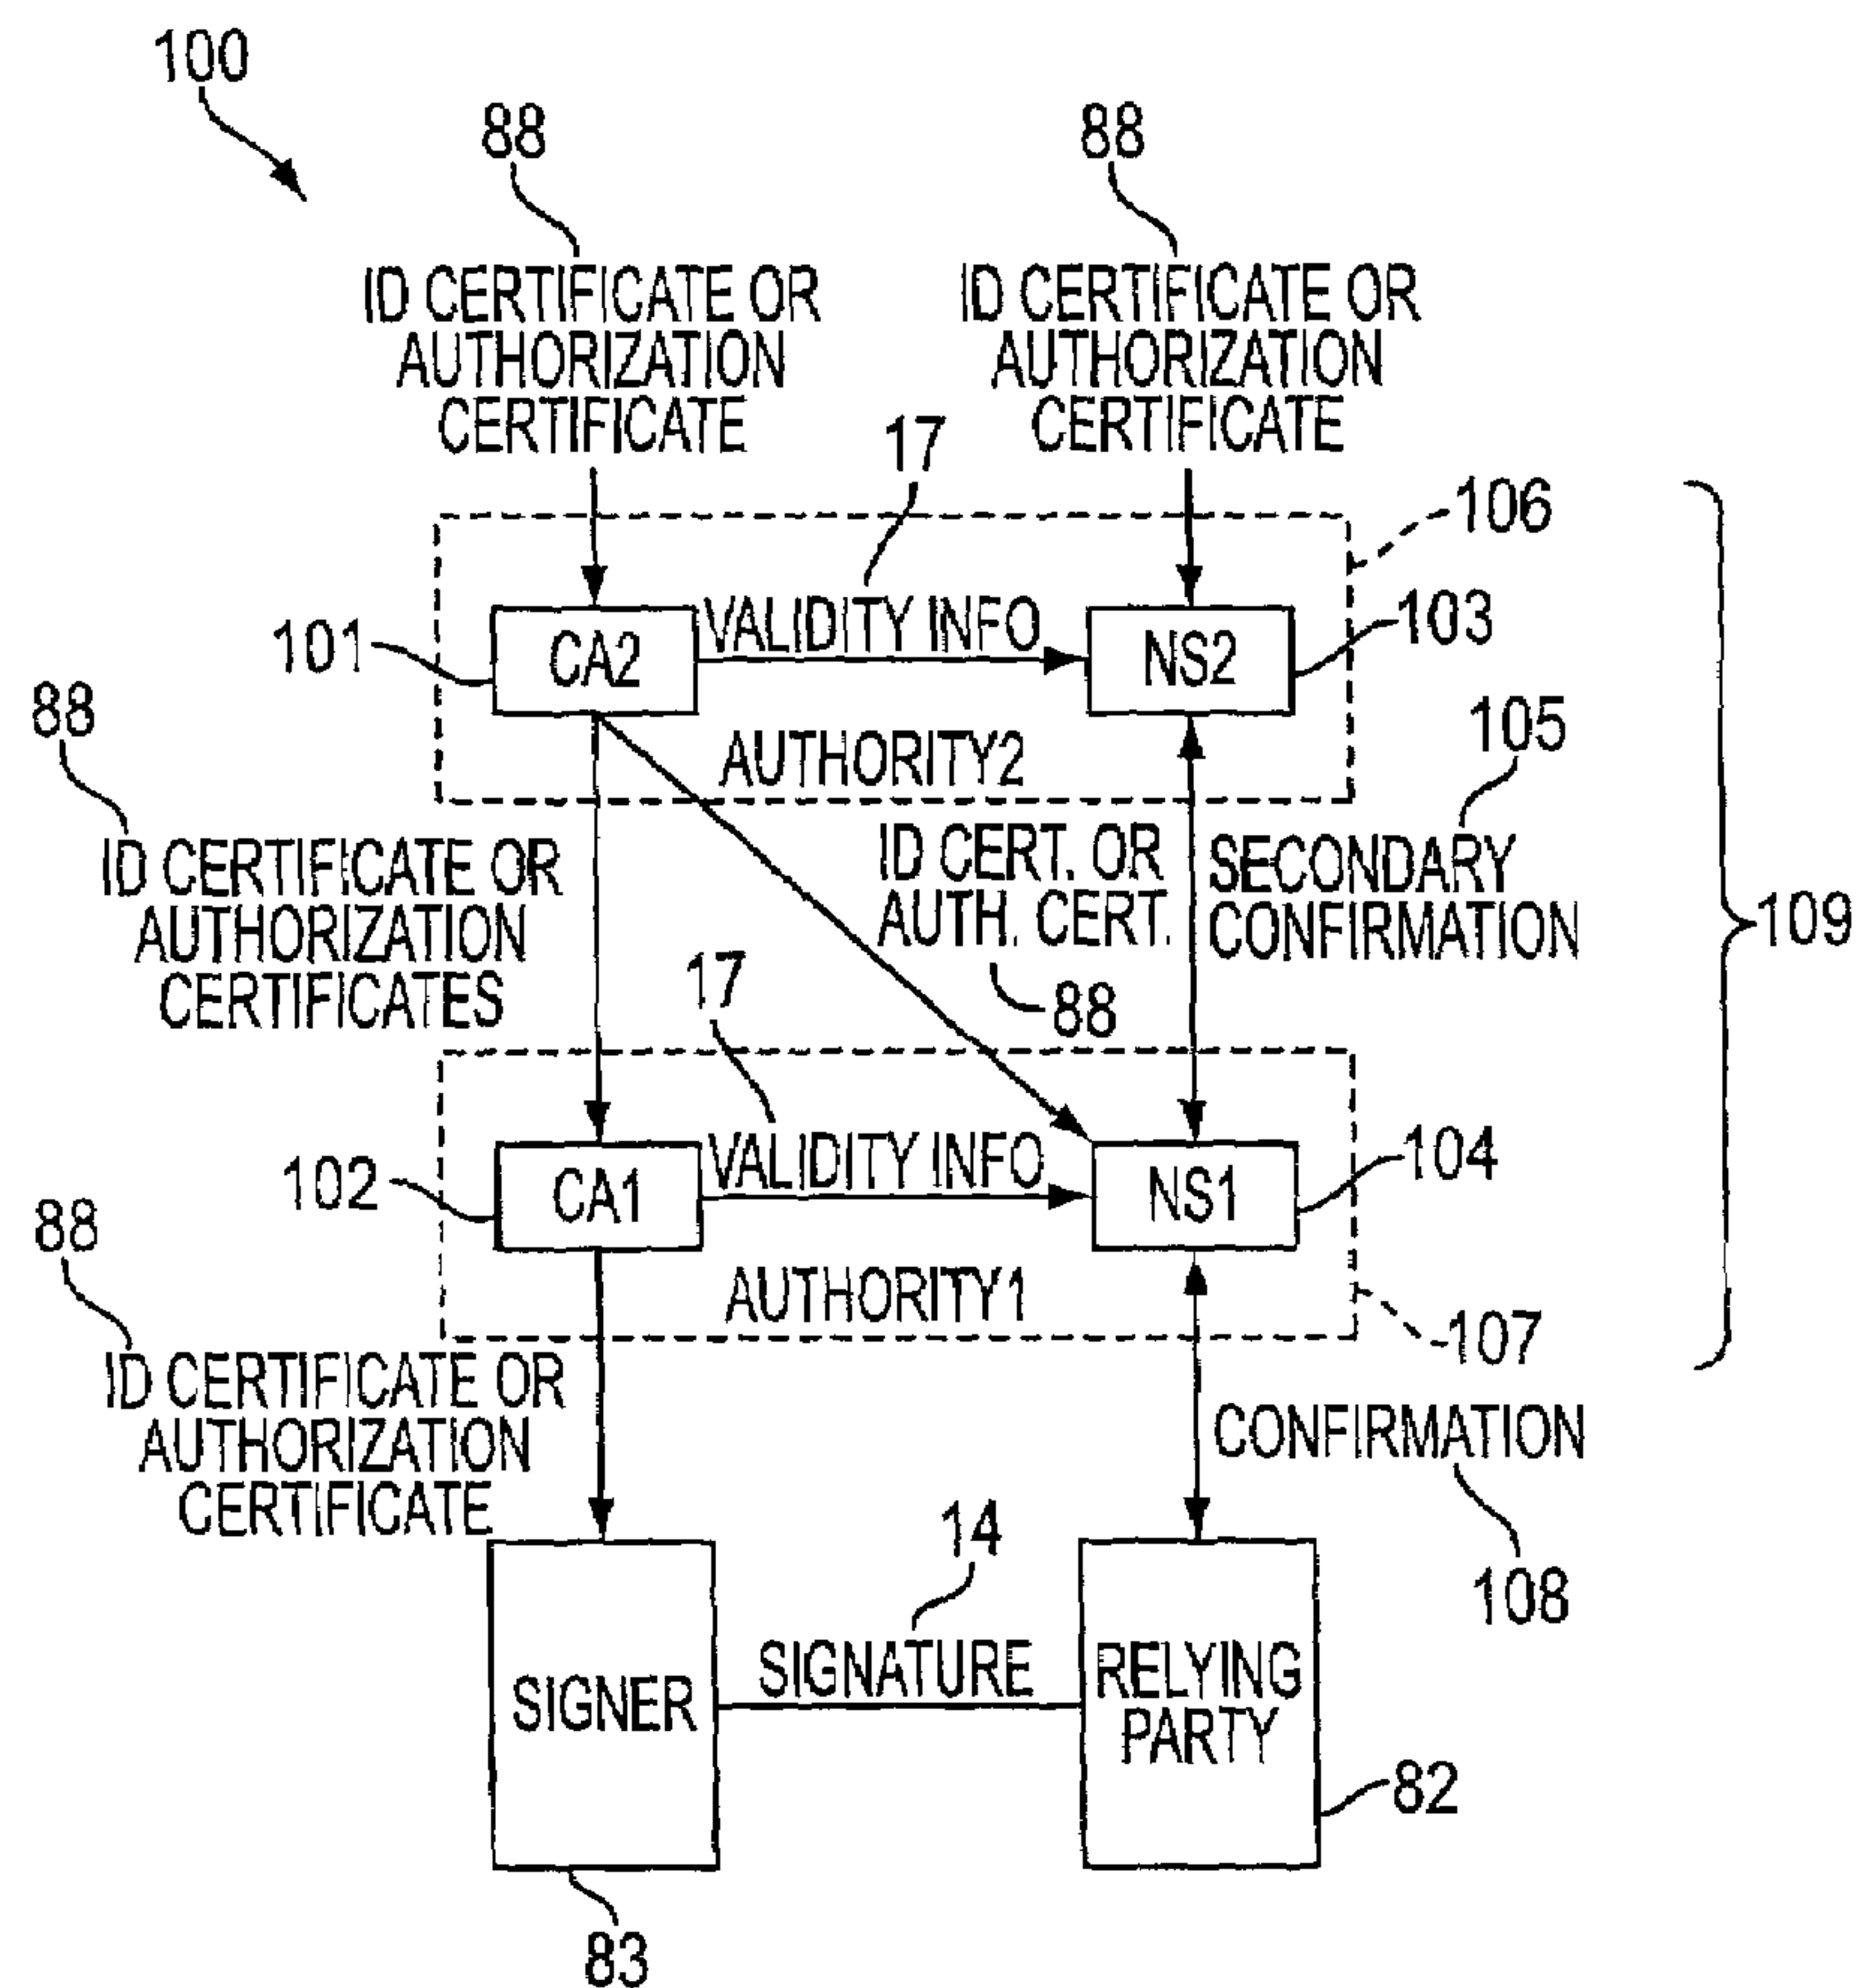 100
88
88
ID CERTIFICATE OR
AUTHORIZATION
CERTIFICATE
ID CERTIFICATE OR
AUTHORIZATION
CERTIFICATE
17
106
101
CA2
VALIDITY INFO
NS2
103
AUTHORITY2
88
105
ID CERTIFICATE OR
AUTHORIZATION
CERTIFICATES
ID CERT. OR
AUTH. CERT.
88
SECONDARY
CONFIRMATION
109
17
102
CA1
VALIDITY INFO
NS1
104
AUTHORITY1
107
88
ID CERTIFICATE OR
AUTHORIZATION
CERTIFICATE
CONFIRMATION
108
14
SIGNER
SIGNATURE
RELYING
PARTY
82
83